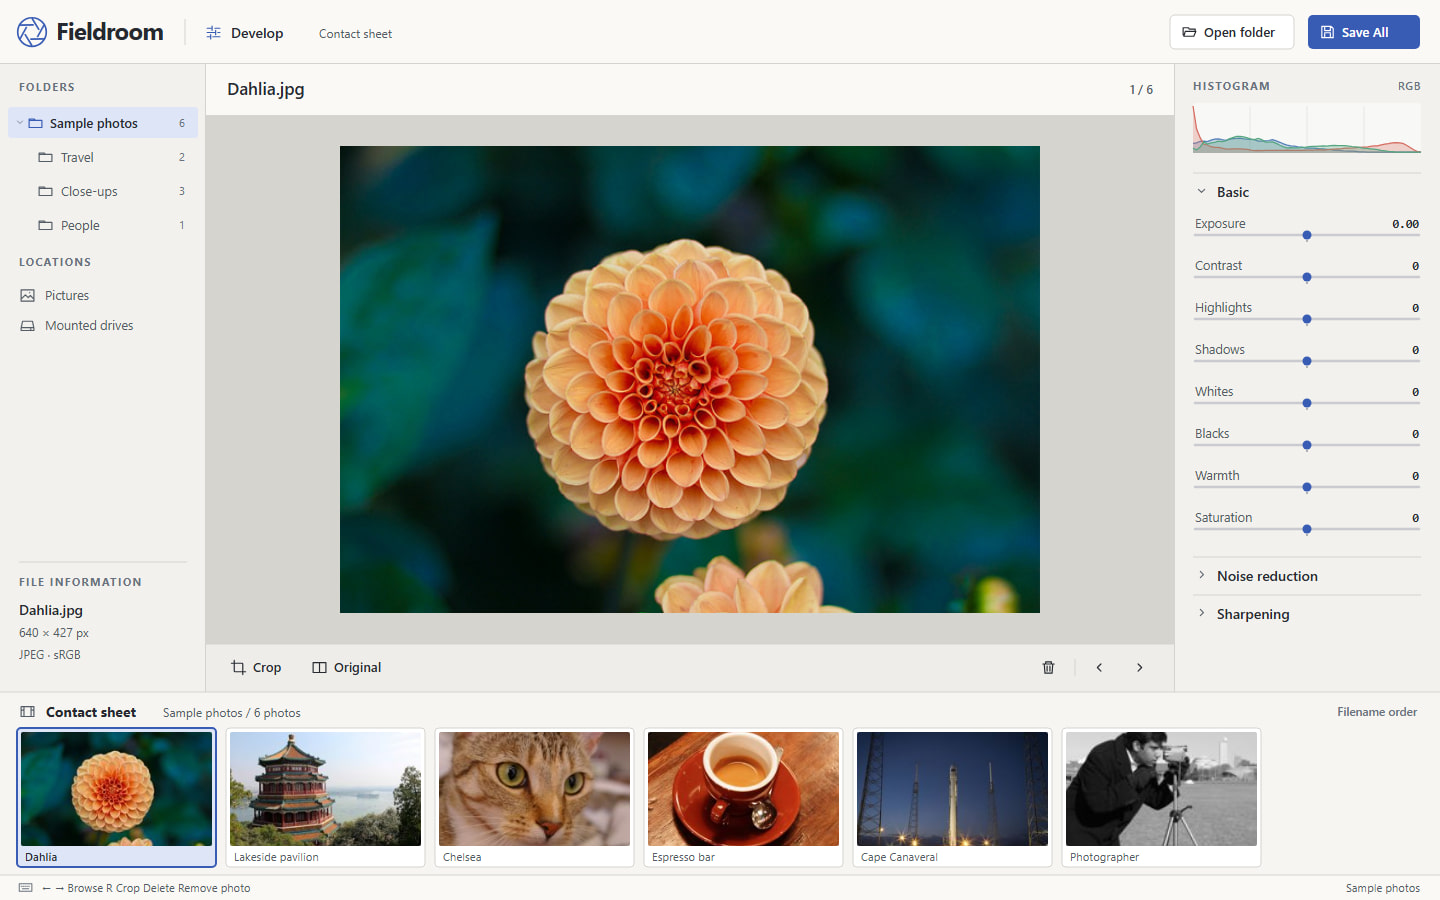 Fieldroom
Develop
Contact sheet
Open folder
Save All
FOLDERS
Sample photos 6
Travel 2
Close-ups 3
People 1
LOCATIONS
Pictures
Mounted drives
FILE INFORMATION
Dahlia.jpg
640 × 427 px
JPEG · sRGB
Dahlia.jpg
1 / 6
Crop
Original
HISTOGRAM RGB
Basic
Exposure 0.00
Contrast 0
Highlights 0
Shadows 0
Whites 0
Blacks 0
Warmth 0
Saturation 0
Noise reduction
Sharpening
Contact sheet
Sample photos / 6 photos
Filename order
Dahlia
Lakeside pavilion
Chelsea
Espresso bar
Cape Canaveral
Photographer
← → Browse R Crop Delete Remove photo
Sample photos